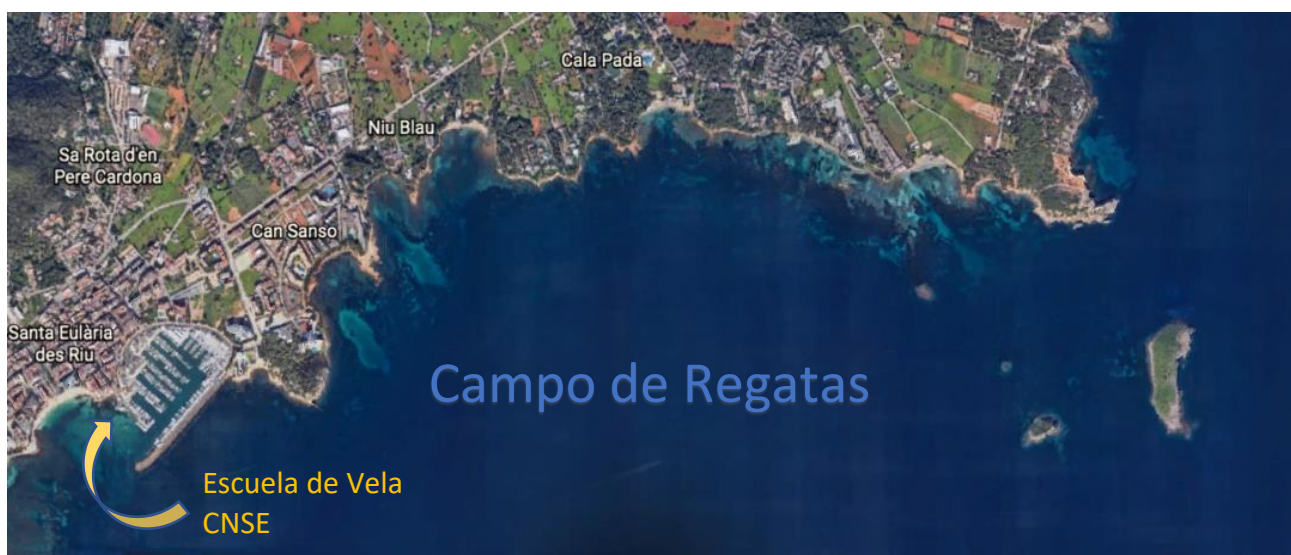 Cala Pada
Niu Blau
Sa Rota d'en
Pere Cardona
Can Sansó
Santa Eulària
des Riu
Campo de Regatas
Escuela de Vela
CNSE